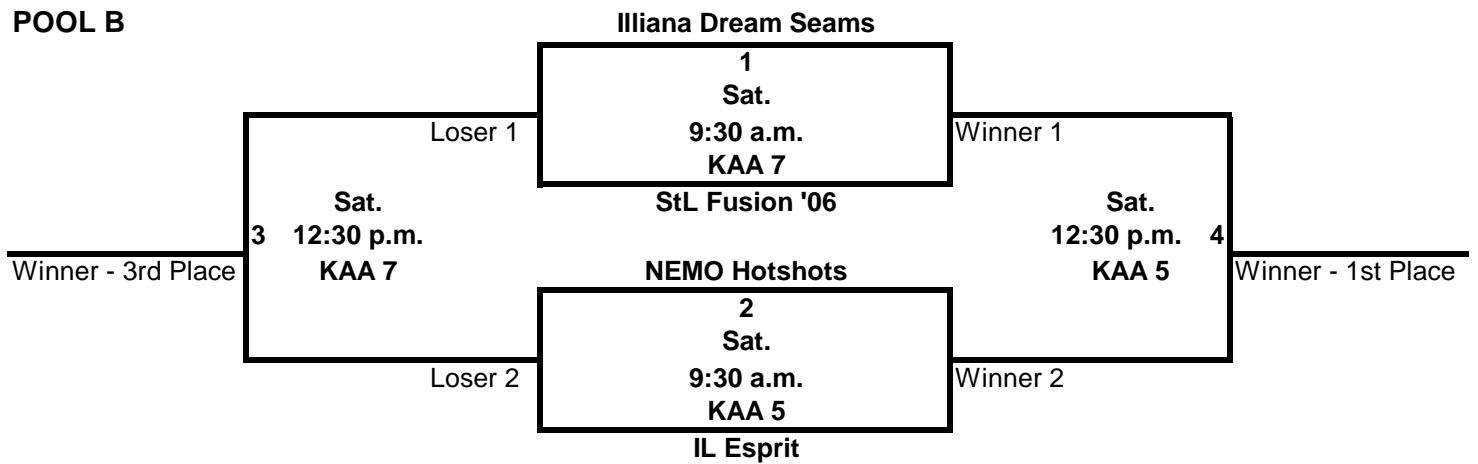 POOL B
Illiana Dream Seams
1
Sat.
9:30 a.m.
KAA 7
Loser 1
Winner 1
StL Fusion '06
Sat.
12:30 p.m.
3
KAA 7
Winner - 3rd Place
Sat.
12:30 p.m.
4
KAA 5
Winner - 1st Place
NEMO Hotshots
2
Sat.
9:30 a.m.
KAA 5
Loser 2
Winner 2
IL Esprit